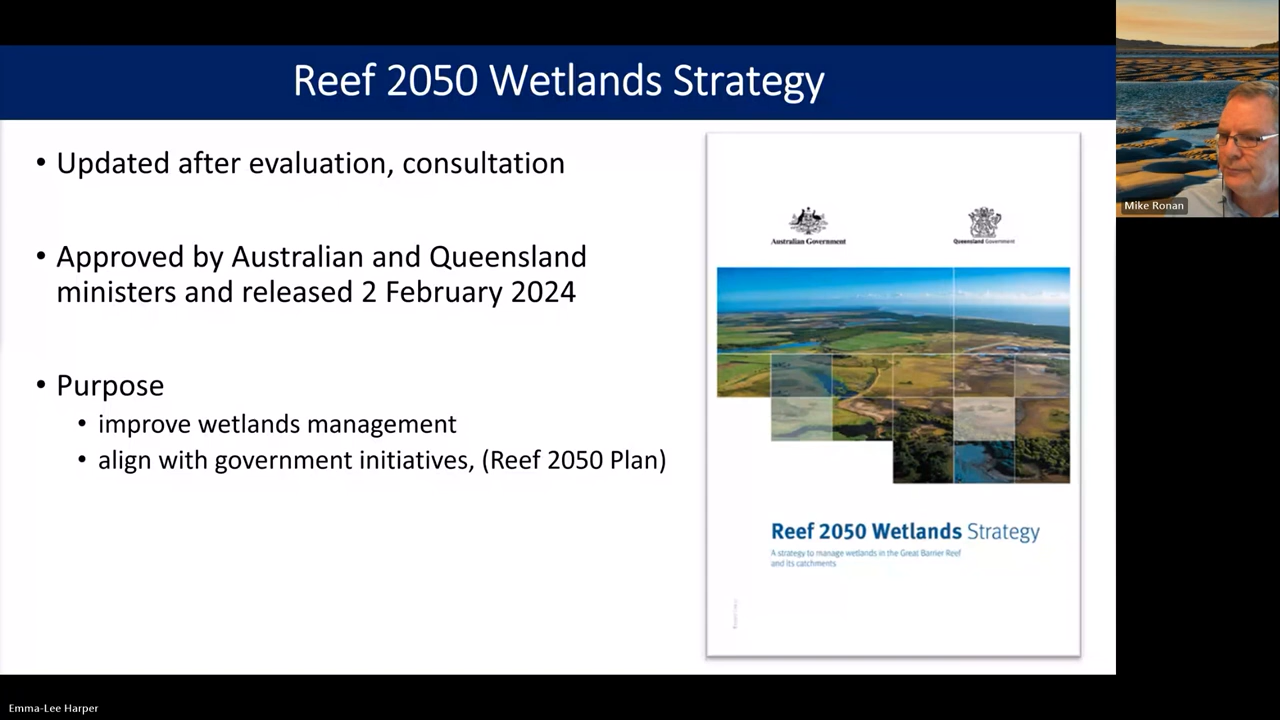 Reef 2050 Wetlands Strategy
• Updated after evaluation, consultation
• Approved by Australian and Queensland
ministers and released 2 February 2024
• Purpose
• improve wetlands management
• align with government initiatives, (Reef 2050 Plan)
Australian Government
Queensland Government
Reef 2050 Wetlands Strategy
A strategy to manage wetlands in the Great Barrier Reef
and its catchments
Mike Ronan
Emma-Lee Harper